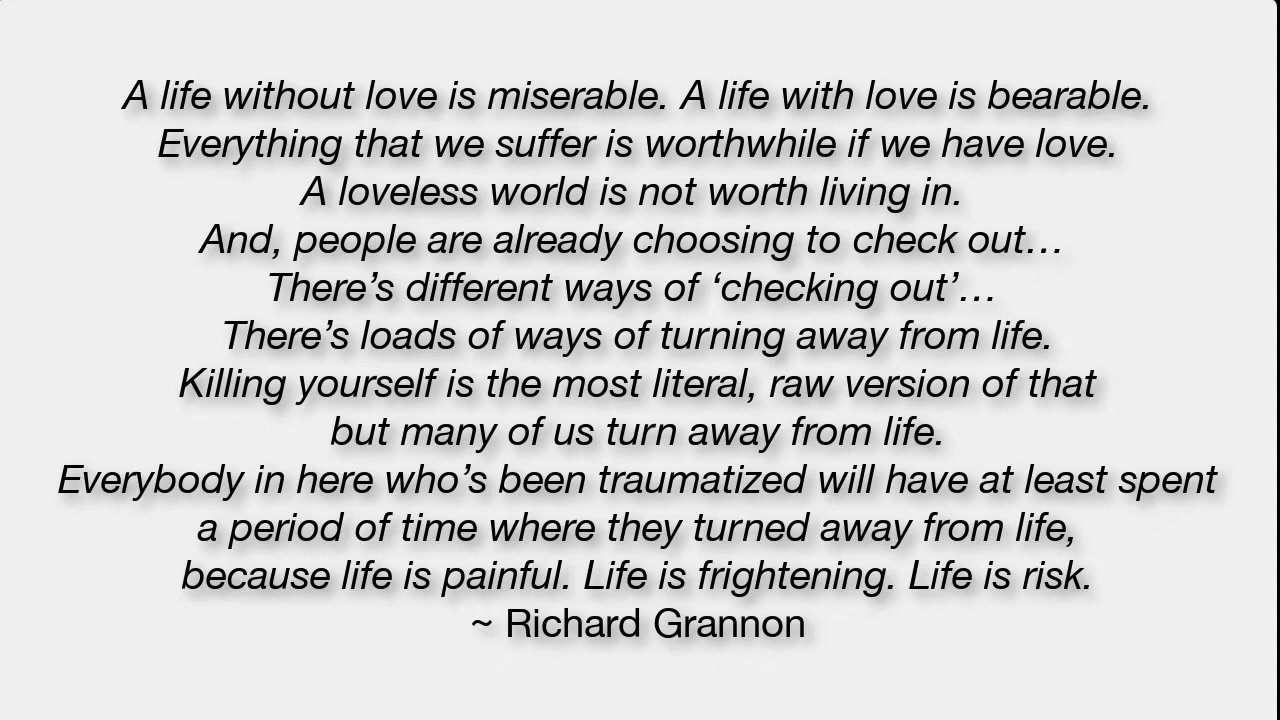 A life without love is miserable. A life with love is bearable.
Everything that we suffer is worthwhile if we have love.
A loveless world is not worth living in.
And, people are already choosing to check out…
There’s different ways of ‘checking out’…
There’s loads of ways of turning away from life.
Killing yourself is the most literal, raw version of that
but many of us turn away from life.
Everybody in here who’s been traumatized will have at least spent
a period of time where they turned away from life,
because life is painful. Life is frightening. Life is risk.
~ Richard Grannon